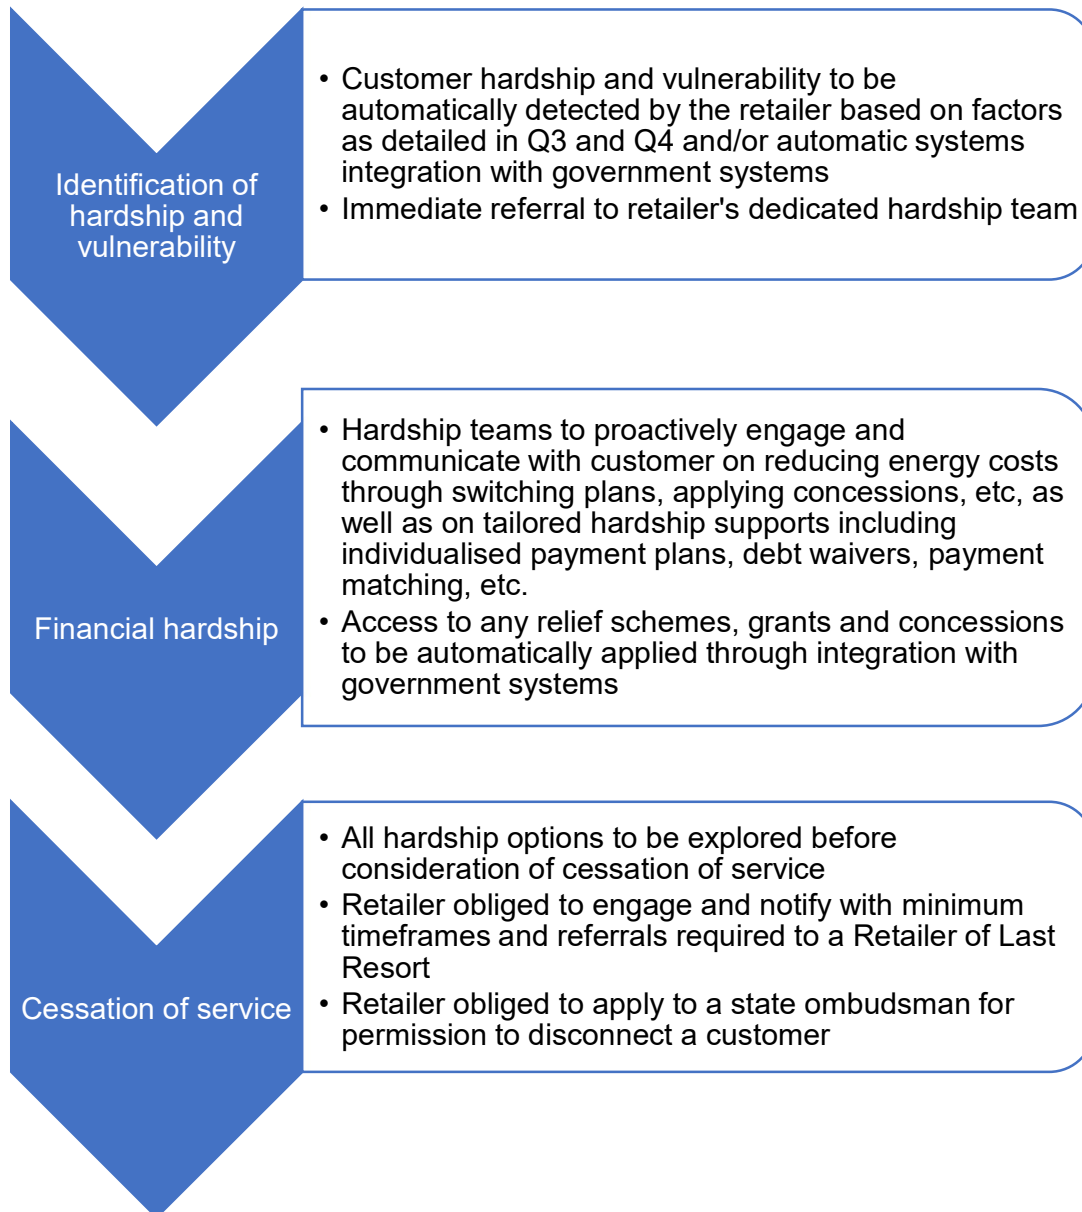 Identification of
hardship and
vulnerability
• Customer hardship and vulnerability to be
automatically detected by the retailer based on factors
as detailed in Q3 and Q4 and/or automatic systems
integration with government systems
• Immediate referral to retailer's dedicated hardship team
Financial hardship
• Hardship teams to proactively engage and
communicate with customer on reducing energy costs
through switching plans, applying concessions, etc, as
well as on tailored hardship supports including
individualised payment plans, debt waivers, payment
matching, etc.
• Access to any relief schemes, grants and concessions
to be automatically applied through integration with
government systems
Cessation of service
• All hardship options to be explored before
consideration of cessation of service
• Retailer obliged to engage and notify with minimum
timeframes and referrals required to a Retailer of Last
Resort
• Retailer obliged to apply to a state ombudsman for
permission to disconnect a customer